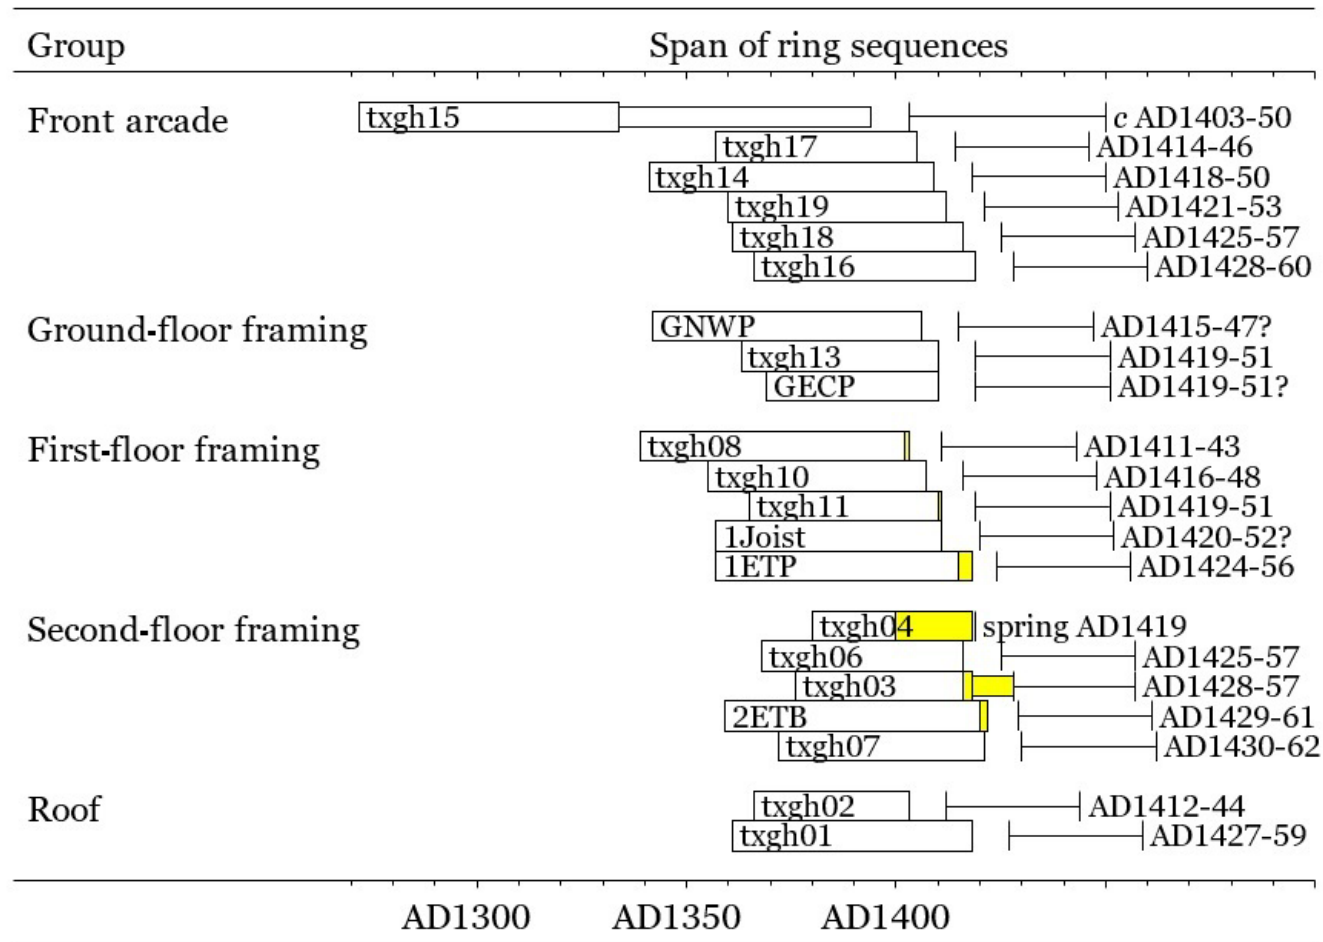 Group Span of ring sequences
Front arcade txgh15 c AD1403-50
txgh17 AD1414-46
txgh14 AD1418-50
txgh19 AD1421-53
txgh18 AD1425-57
txgh16 AD1428-60
Ground-floor framing GNWP AD1415-47?
txgh13 AD1419-51
GECP AD1419-51?
First-floor framing txgh08 AD1411-43
txgh10 AD1416-48
txgh11 AD1419-51
1Joist AD1420-52?
1ETP AD1424-56
Second-floor framing txgh04 spring AD1419
txgh06 AD1425-57
txgh03 AD1428-57
2ETB AD1429-61
txgh07 AD1430-62
Roof txgh02 AD1412-44
txgh01 AD1427-59
AD1300 AD1350 AD1400